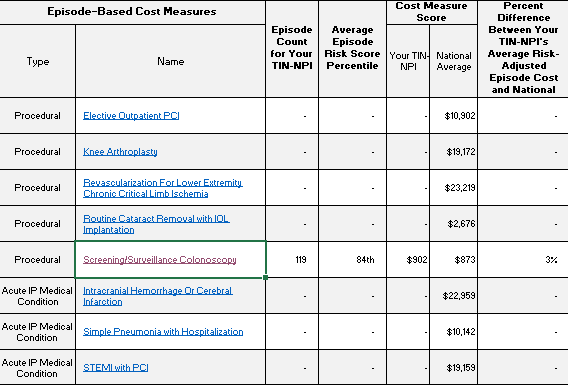 Episode-Based Cost Measures
Episode Count for Your TIN-NPI
Average Episode Risk Score Percentile
Cost Measure Score
Percent Difference Between Your TIN-NPI's Average Risk-Adjusted Episode Cost and National
Type
Name
Your TIN-NPI
National Average
Procedural Elective Outpatient PCI - - - $10,902 -
Procedural Knee Arthroplasty - - - $19,172 -
Procedural Revascularization For Lower Extremity
Chronic Critical Limb Ischemia - - - $23,219 -
Procedural Routine Cataract Removal with IOL
Implantation - - - $2,676 -
Procedural Screening/Surveillance Colonoscopy 119 84th $902 $873 3%
Acute IP Medical
Condition Intracranial Hemorrhage Or Cerebral
Infarction - - - $22,959 -
Acute IP Medical
Condition Simple Pneumonia with Hospitalization - - - $10,142 -
Acute IP Medical
Condition STEMI with PCI - - - $19,159 -